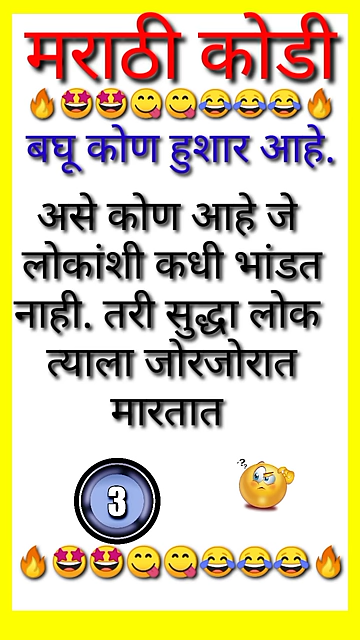 मराठी कोडी
🔥🤩🤩😋😋😂😂😂🔥
बघू कोण हुशार आहे.
असे कोण आहे जे
लोकांशी कधी भांडत
नाही. तरी सुद्धा लोक
त्याला जोरजोरात
मारतात
3
??
🔥🤩🤩😋😋😂😂😂🔥